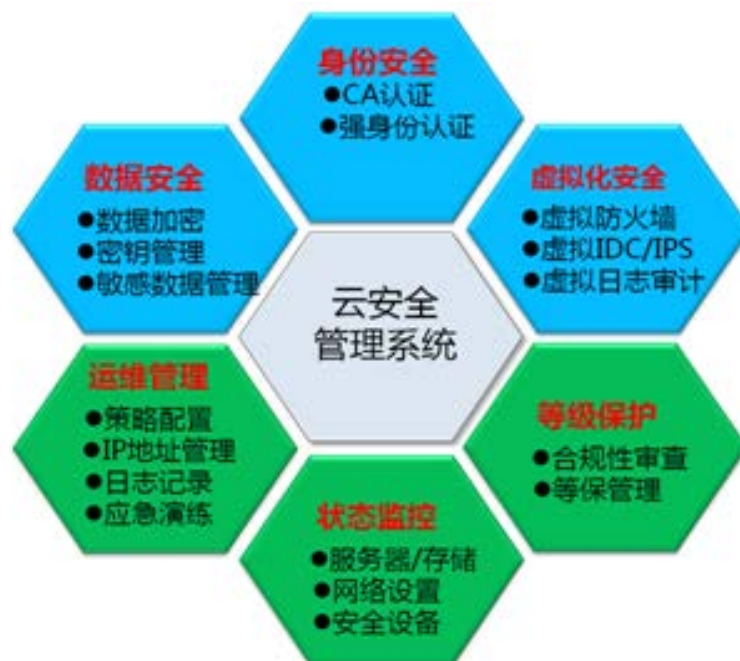 身份安全
●CA认证
●强身份认证
数据安全
●数据加密
●密钥管理
●敏感数据管理
虚拟化安全
●虚拟防火墙
●虚拟IDC/IPS
●虚拟日志审计
云安全
管理系统
运维管理
●策略配置
●IP地址管理
●日志记录
●应急演练
等级保护
●合规性审查
●等保管理
状态监控
●服务器/存储
●网络设置
●安全设备